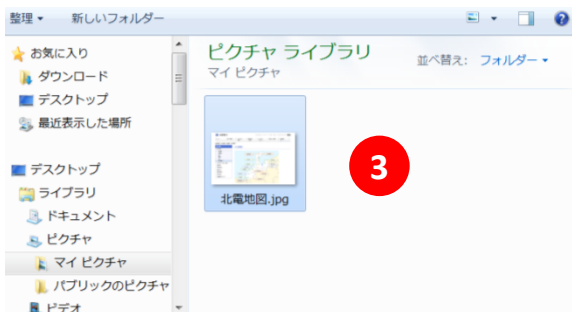 整理 新しいフォルダー
お気に入り
ダウンロード
デスクトップ
最近表示した場所
デスクトップ
ライブラリ
ドキュメント
ピクチャ
マイ ピクチャ
パブリックのピクチャ
ビデオ
ピクチャ ライブラリ
マイ ピクチャ
並べ替え: フォルダー
北電地図.jpg
3